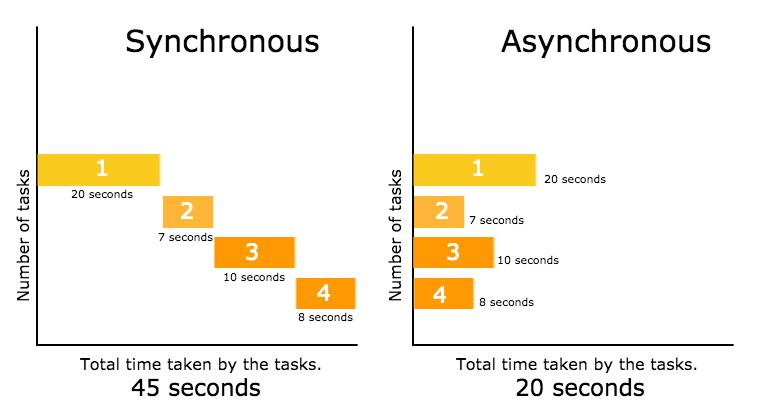 Synchronous
Number of tasks
1
20 seconds
2
7 seconds
3
10 seconds
4
8 seconds
Total time taken by the tasks.
45 seconds
Asynchronous
Number of tasks
1
20 seconds
2
7 seconds
3
10 seconds
4
8 seconds
Total time taken by the tasks.
20 seconds